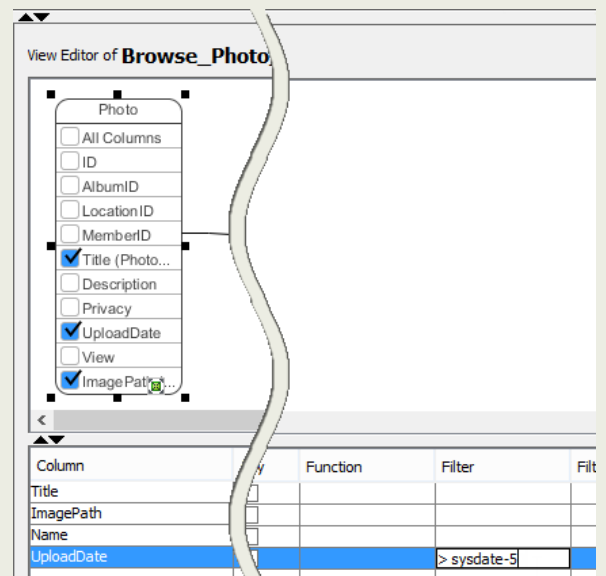 View Editor of Browse_Photo
Photo
All Columns
ID
AlbumID
LocationID
MemberID
Title (Photo...
Description
Privacy
UploadDate
View
Column Function Filter
Title
ImagePath
Name
UploadDate > sysdate-5